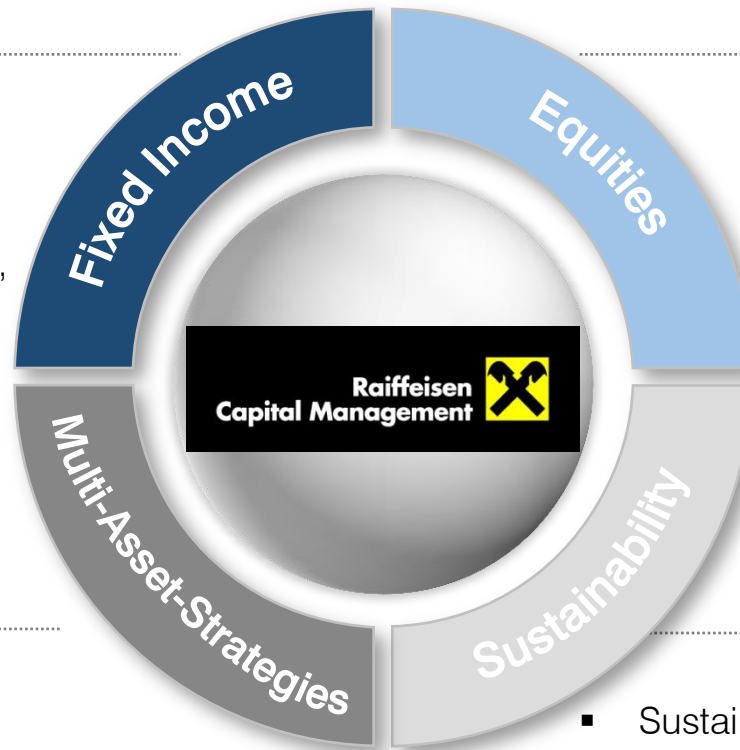 Fixed Income
Equities
,
Raiffeisen
Capital Management
Multi-Asset-Strategies
Sustainability
▪ Sustai